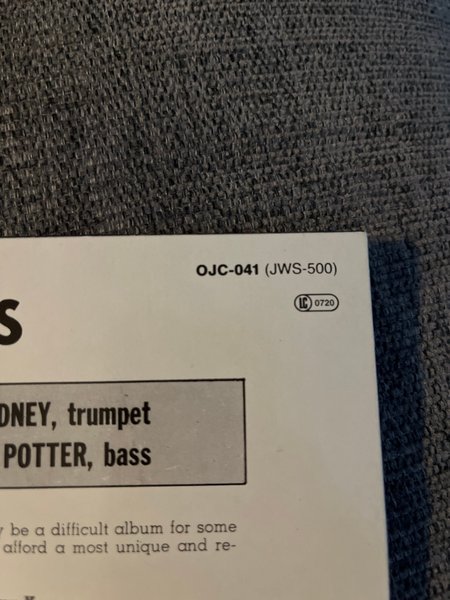 OJC-041 (JWS-500)
LC 0720
S
DNEY, trumpet
POTTER, bass
be a difficult album for some
afford a most unique and re-